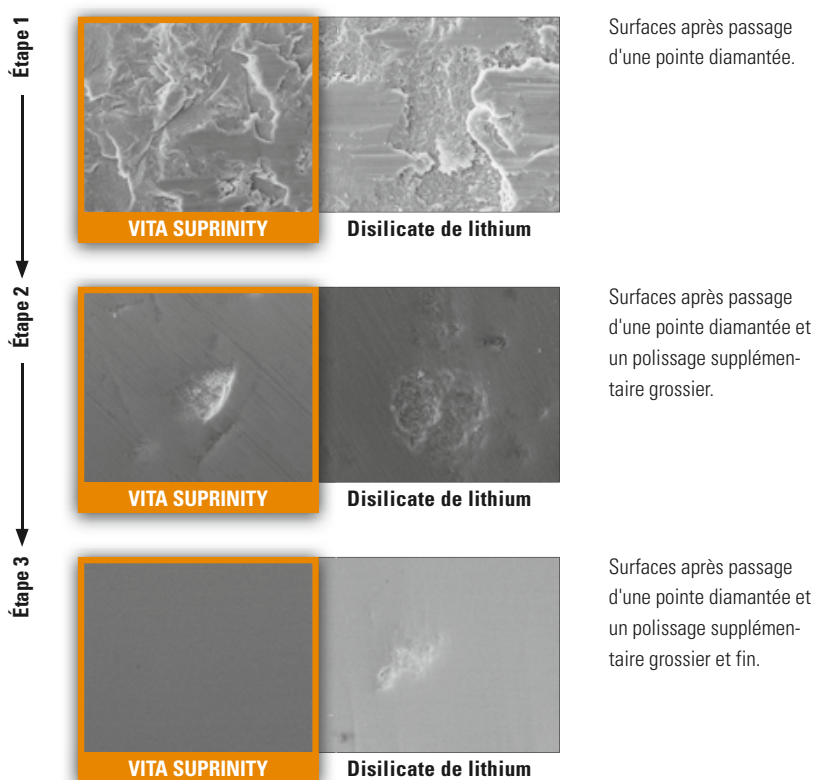 Étape 1
Surfaces après passage
d'une pointe diamantée.
VITA SUPRINITY
Disilicate de lithium
Étape 2
Surfaces après passage
d'une pointe diamantée et
un polissage supplémen-
taire grossier.
VITA SUPRINITY
Disilicate de lithium
Étape 3
Surfaces après passage
d'une pointe diamantée et
un polissage supplémen-
taire grossier et fin.
VITA SUPRINITY
Disilicate de lithium